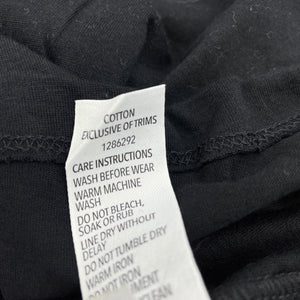 COTTON
EXCLUSIVE OF TRIMS
1286292
CARE INSTRUCTIONS
WASH BEFORE WEAR
WARM MACHINE
WASH
DO NOT BLEACH,
SOAK OR RUB
LINE DRY WITHOUT
DELAY
DO NOT TUMBLE DRY
WARM IRON